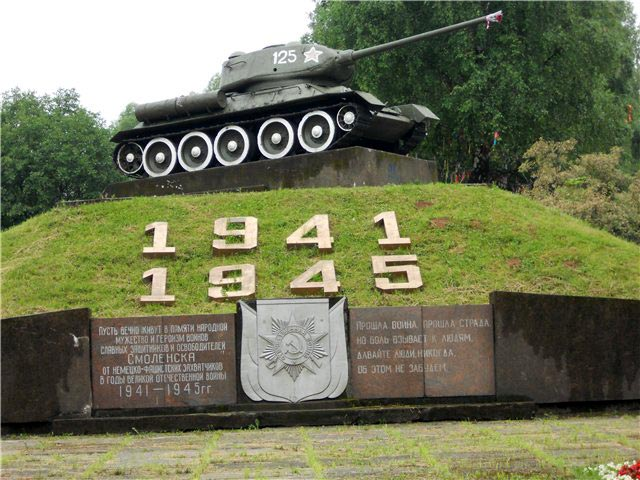 125
1941
1945
Пусть вечно живут в памяти народной
мужество и героизм воинов
славных защитников и освободителей
Смоленска
от немецко-фашистских захватчиков
в годы Великой Отечественной войны
1941-1945гг.
Прошла война, прошла страда,
но боль взывает к людям.
давайте люди, никогда,
об этом не забудем.